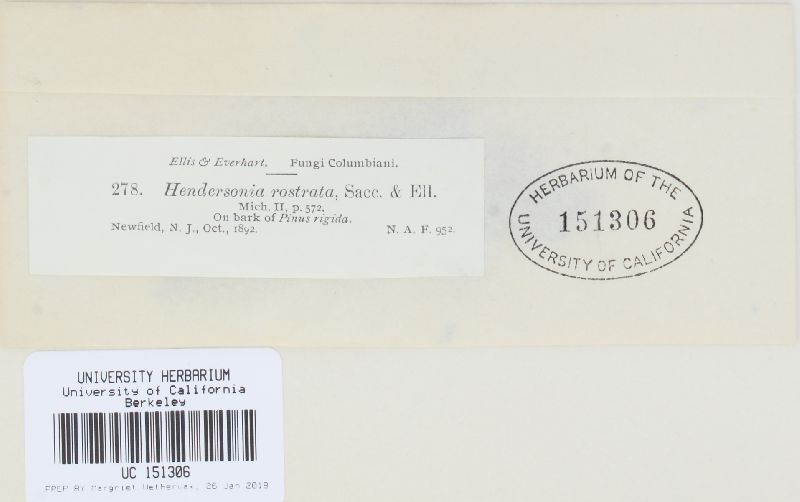 Ellis & Everhart. Fungi Columbiani.
278. Hendersonia rostrata, Sacc. & Ell.
Mich. II, p. 572,
On bark of Pinus rigida.
Newfield, N. J., Oct., 1892. N. A. F. 952.
HERBARIUM OF THE
151306
UNIVERSITY OF CALIFORNIA
UNIVERSITY HERBARIUM
University of California
Berkeley
UC 151306
PREP BY Margriet Wetherwax, 26 Jan 2019